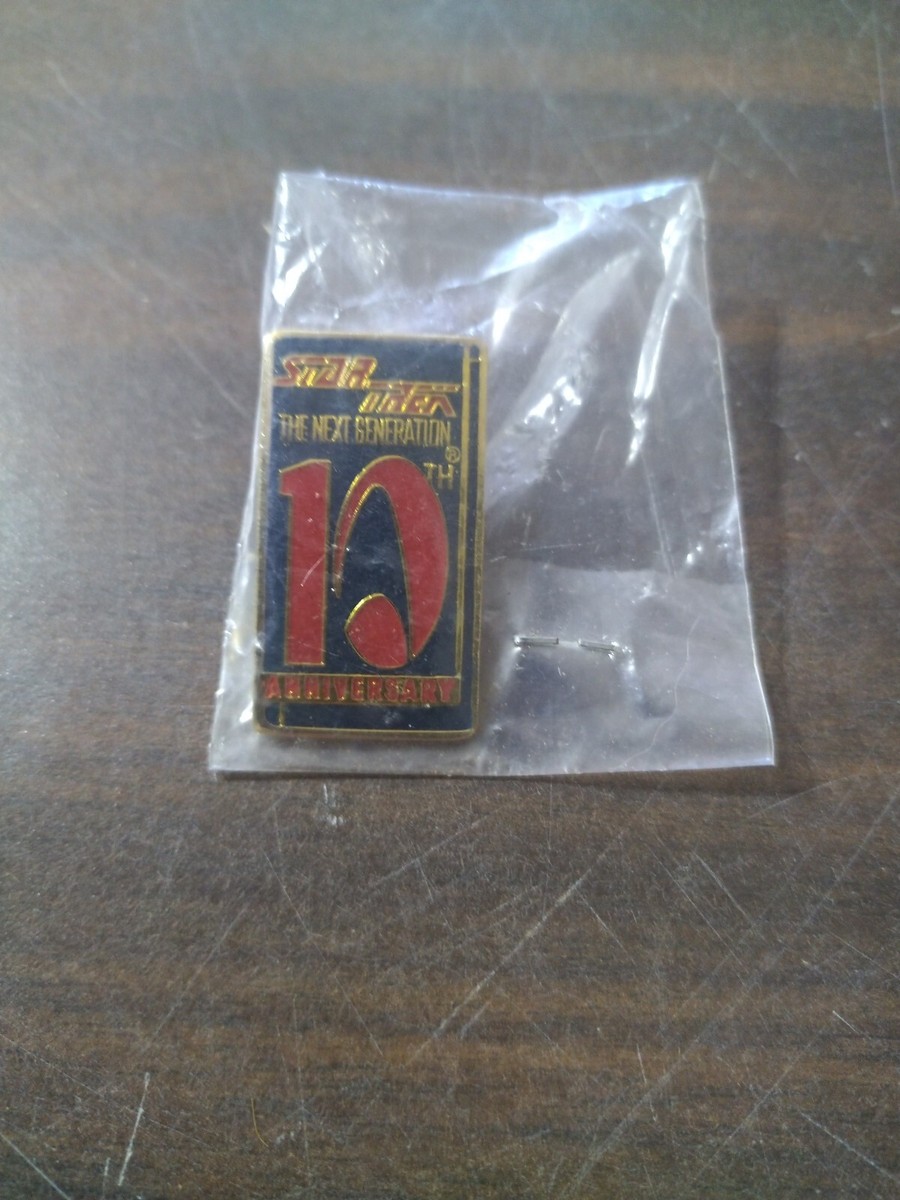 STAR
TREK
THE NEXT GENERATION
®
10TH
ANNIVERSARY